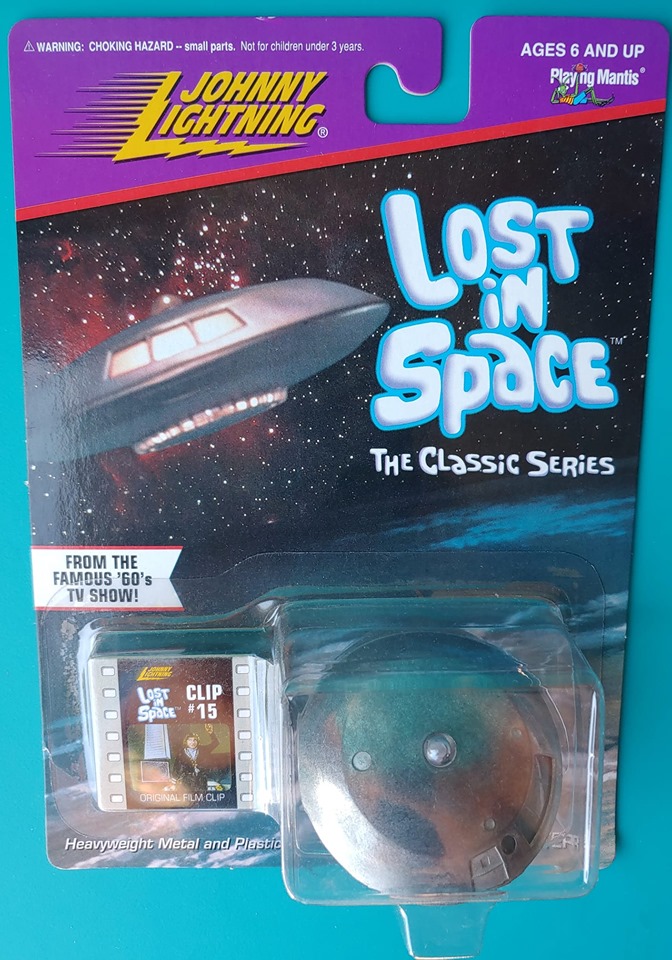 ⚠ WARNING: CHOKING HAZARD -- small parts. Not for children under 3 years.
AGES 6 AND UP
Playing Mantis®
JOHNNY
LIGHTNING®
LOST
IN
SPACE™
THE CLASSIC SERIES
FROM THE
FAMOUS '60's
TV SHOW!
JOHNNY
LIGHTNING
LOST
IN
SPACE™
CLIP
#15
ORIGINAL FILM CLIP
Heavyweight Metal and Plastic